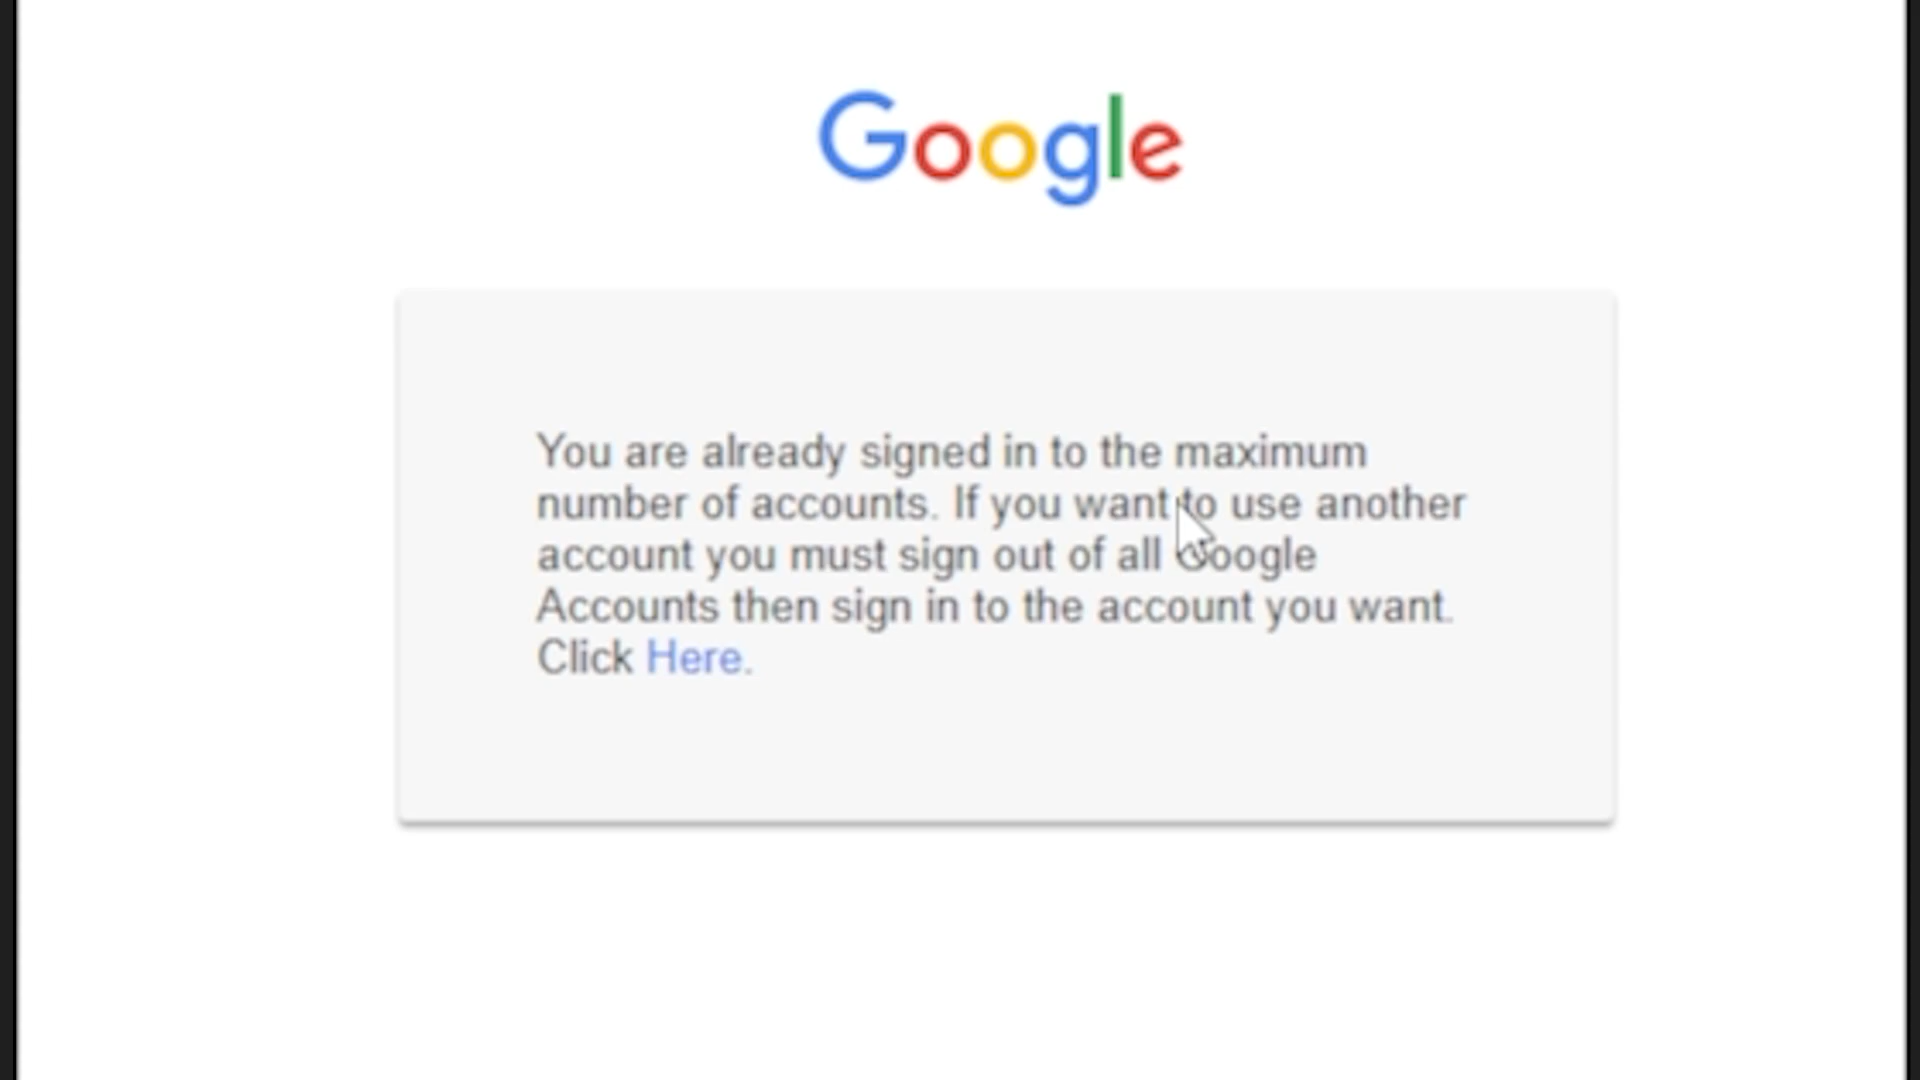 Google
You are already signed in to the maximum
number of accounts. If you want to use another
account you must sign out of all Google
Accounts then sign in to the account you want.
Click Here.